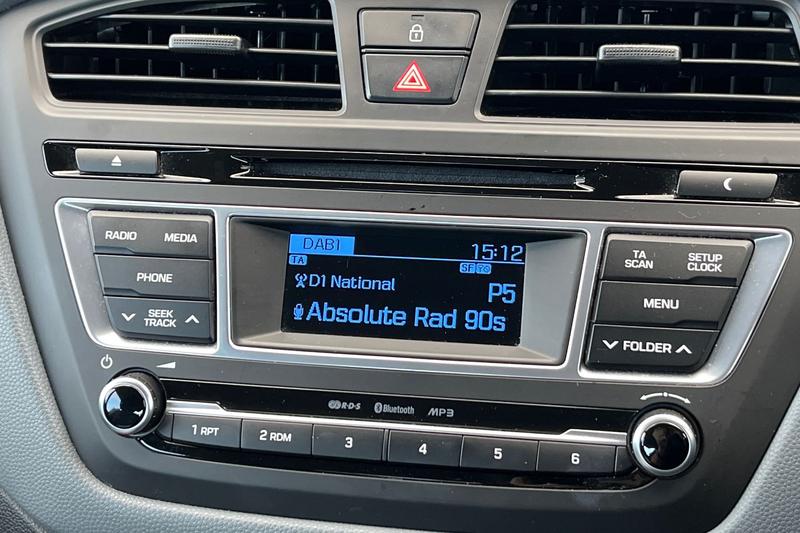 RADIO MEDIA
PHONE
SEEK
TRACK
DAB1 15:12
TA
SF
D1 National
P5
Absolute Rad 90s
TA
SCAN
SETUP
CLOCK
MENU
FOLDER
R·D·S Bluetooth MP3
1 RPT 2 RDM 3 4 5 6